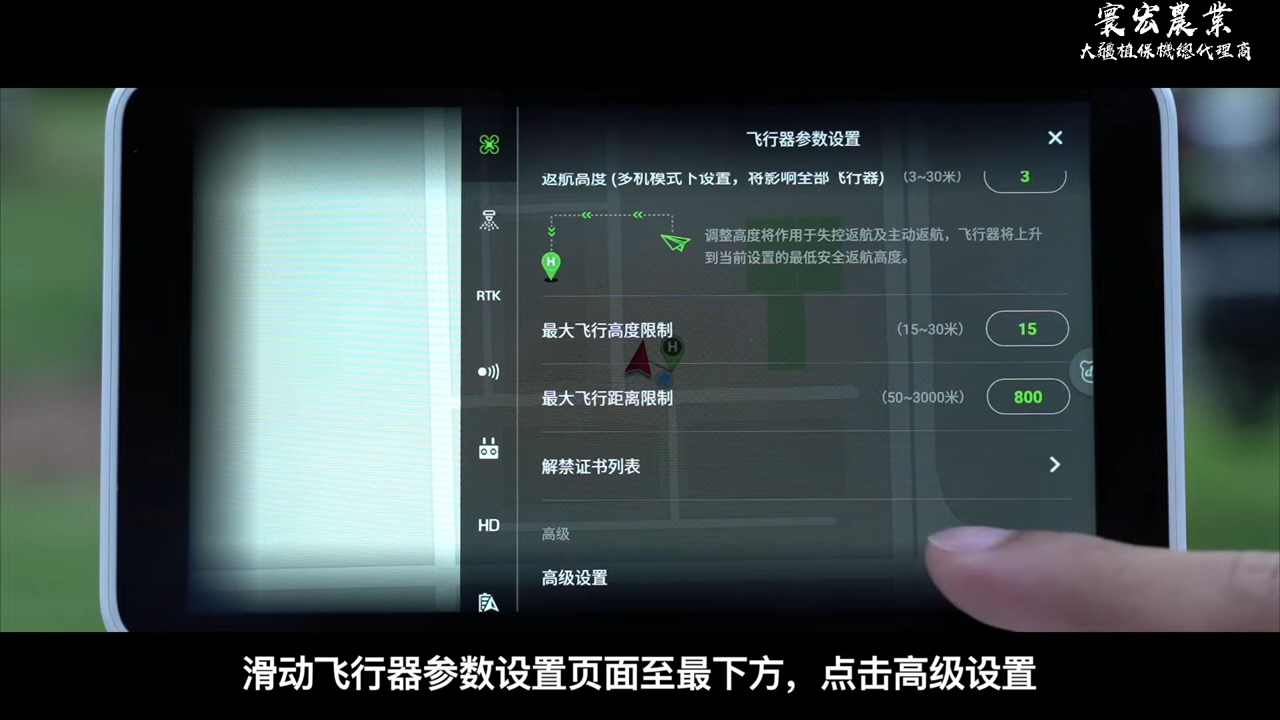 寰宏農業
大疆植保機總代理商
飞行器参数设置
返航高度 (多机模式下设置，将影响全部飞行器) (3~30米) 3
调整高度将作用于失控返航及主动返航，飞行器将上升
到当前设置的最低安全返航高度。
H
RTK
最大飞行高度限制 (15~30米) 15
H
最大飞行距离限制 (50~3000米) 800
解禁证书列表
HD
高级
高级设置
滑动飞行器参数设置页面至最下方，点击高级设置